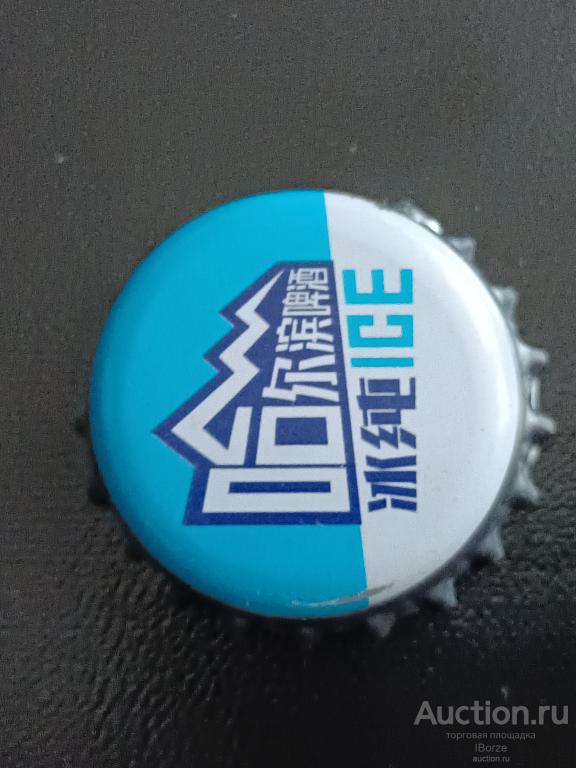 哈尔滨啤酒
冰纯ICE
Auction.ru
торговая площадка
IBorze
auction.ru